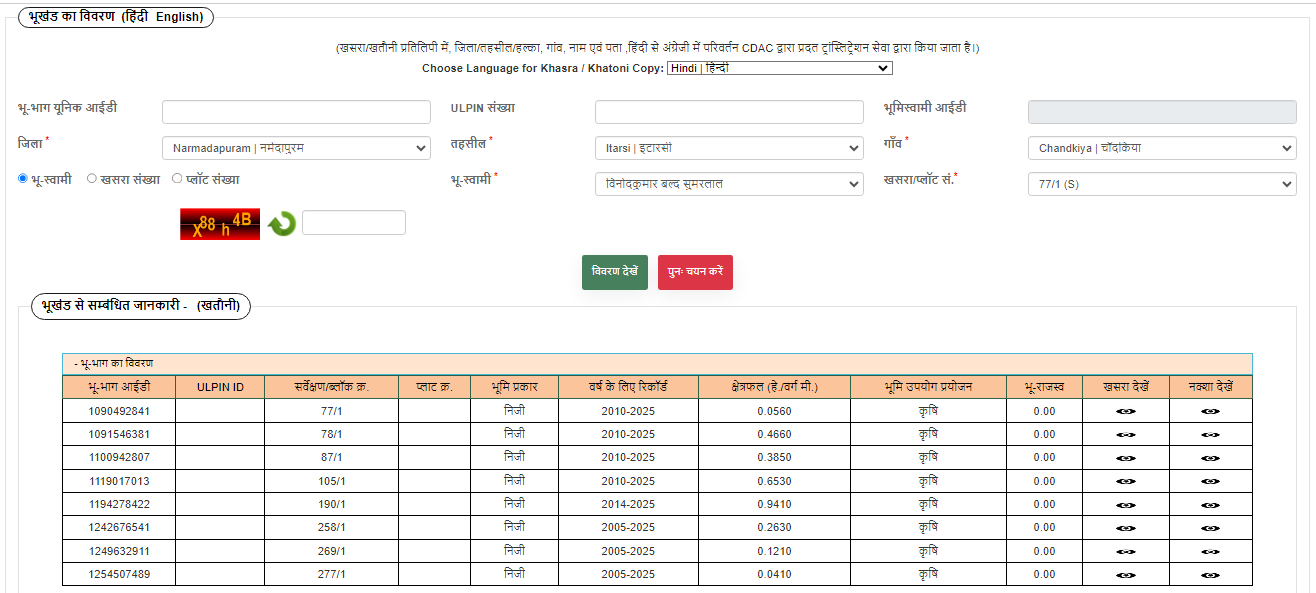 भूखंड का विवरण (हिंदी English)
(खसरा/खतौनी प्रतिलिपी में, जिला/तहसील/हल्का, गांव, नाम एवं पता ,हिंदी से अंग्रेजी में परिवर्तन CDAC द्वारा प्रदत ट्रांस्लिट्रेशन सेवा द्वारा किया जाता है।)
Choose Language for Khasra / Khatoni Copy: Hindi | हिन्दी
भू-भाग यूनिक आईडी ULPIN संख्या भूमिस्वामी आईडी
जिला * Narmadapuram | नर्मदापुरम तहसील * Itarsi | इटारसी गाँव * Chandkiya | चाँदकिया
भू-स्वामी खसरा संख्या प्लॉट संख्या भू-स्वामी * विनोदकुमार बल्द सुमरलाल खसरा/प्लॉट सं.* 77/1 (S)
X88 h 4B
विवरण देखें पुनः चयन करें
भूखंड से सम्बंधित जानकारी - (खतौनी)
- भू-भाग का विवरण
भू-भाग आईडी ULPIN ID सर्वेक्षण/ब्लॉक क्र. प्लाट क्र. भूमि प्रकार वर्ष के लिए रिकॉर्ड क्षेत्रफल (हे./वर्ग मी.) भूमि उपयोग प्रयोजन भू-राजस्व खसरा देखें नक्शा देखें
1090492841 77/1 निजी 2010-2025 0.0560 कृषि 0.00
1091546381 78/1 निजी 2010-2025 0.4660 कृषि 0.00
1100942807 87/1 निजी 2010-2025 0.3850 कृषि 0.00
1119017013 105/1 निजी 2010-2025 0.6530 कृषि 0.00
1194278422 190/1 निजी 2014-2025 0.9410 कृषि 0.00
1242676541 258/1 निजी 2005-2025 0.2630 कृषि 0.00
1249632911 269/1 निजी 2005-2025 0.1210 कृषि 0.00
1254507489 277/1 निजी 2005-2025 0.0410 कृषि 0.00